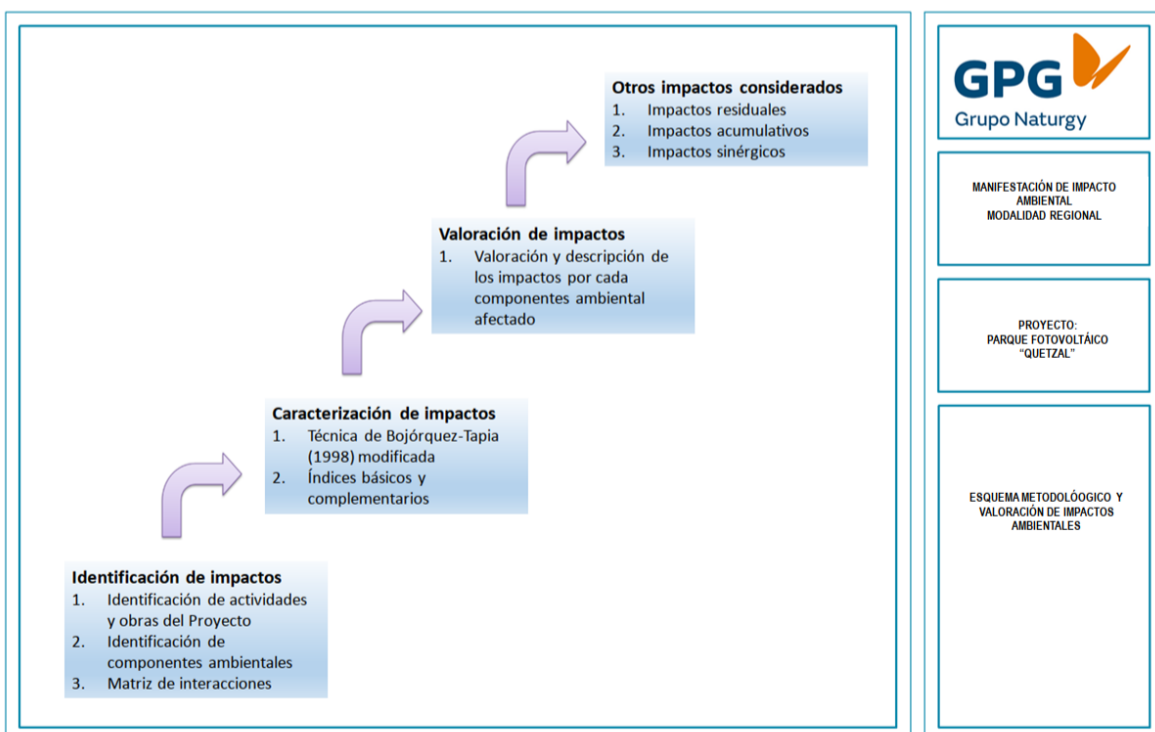 Otros impactos considerados
1. Impactos residuales
2. Impactos acumulativos
3. Impactos sinérgicos
Valoración de impactos
1. Valoración y descripción de
los impactos por cada
componentes ambiental
afectado
Caracterización de impactos
1. Técnica de Bojórquez-Tapia
(1998) modificada
2. Índices básicos y
complementarios
Identificación de impactos
1. Identificación de actividades
y obras del Proyecto
2. Identificación de
componentes ambientales
3. Matriz de interacciones
GPG
Grupo Naturgy
MANIFESTACIÓN DE IMPACTO
AMBIENTAL
MODALIDAD REGIONAL
PROYECTO:
PARQUE FOTOVOLTÁICO
“QUETZAL”
ESQUEMA METODOLÓOGICO Y
VALORACIÓN DE IMPACTOS
AMBIENTALES